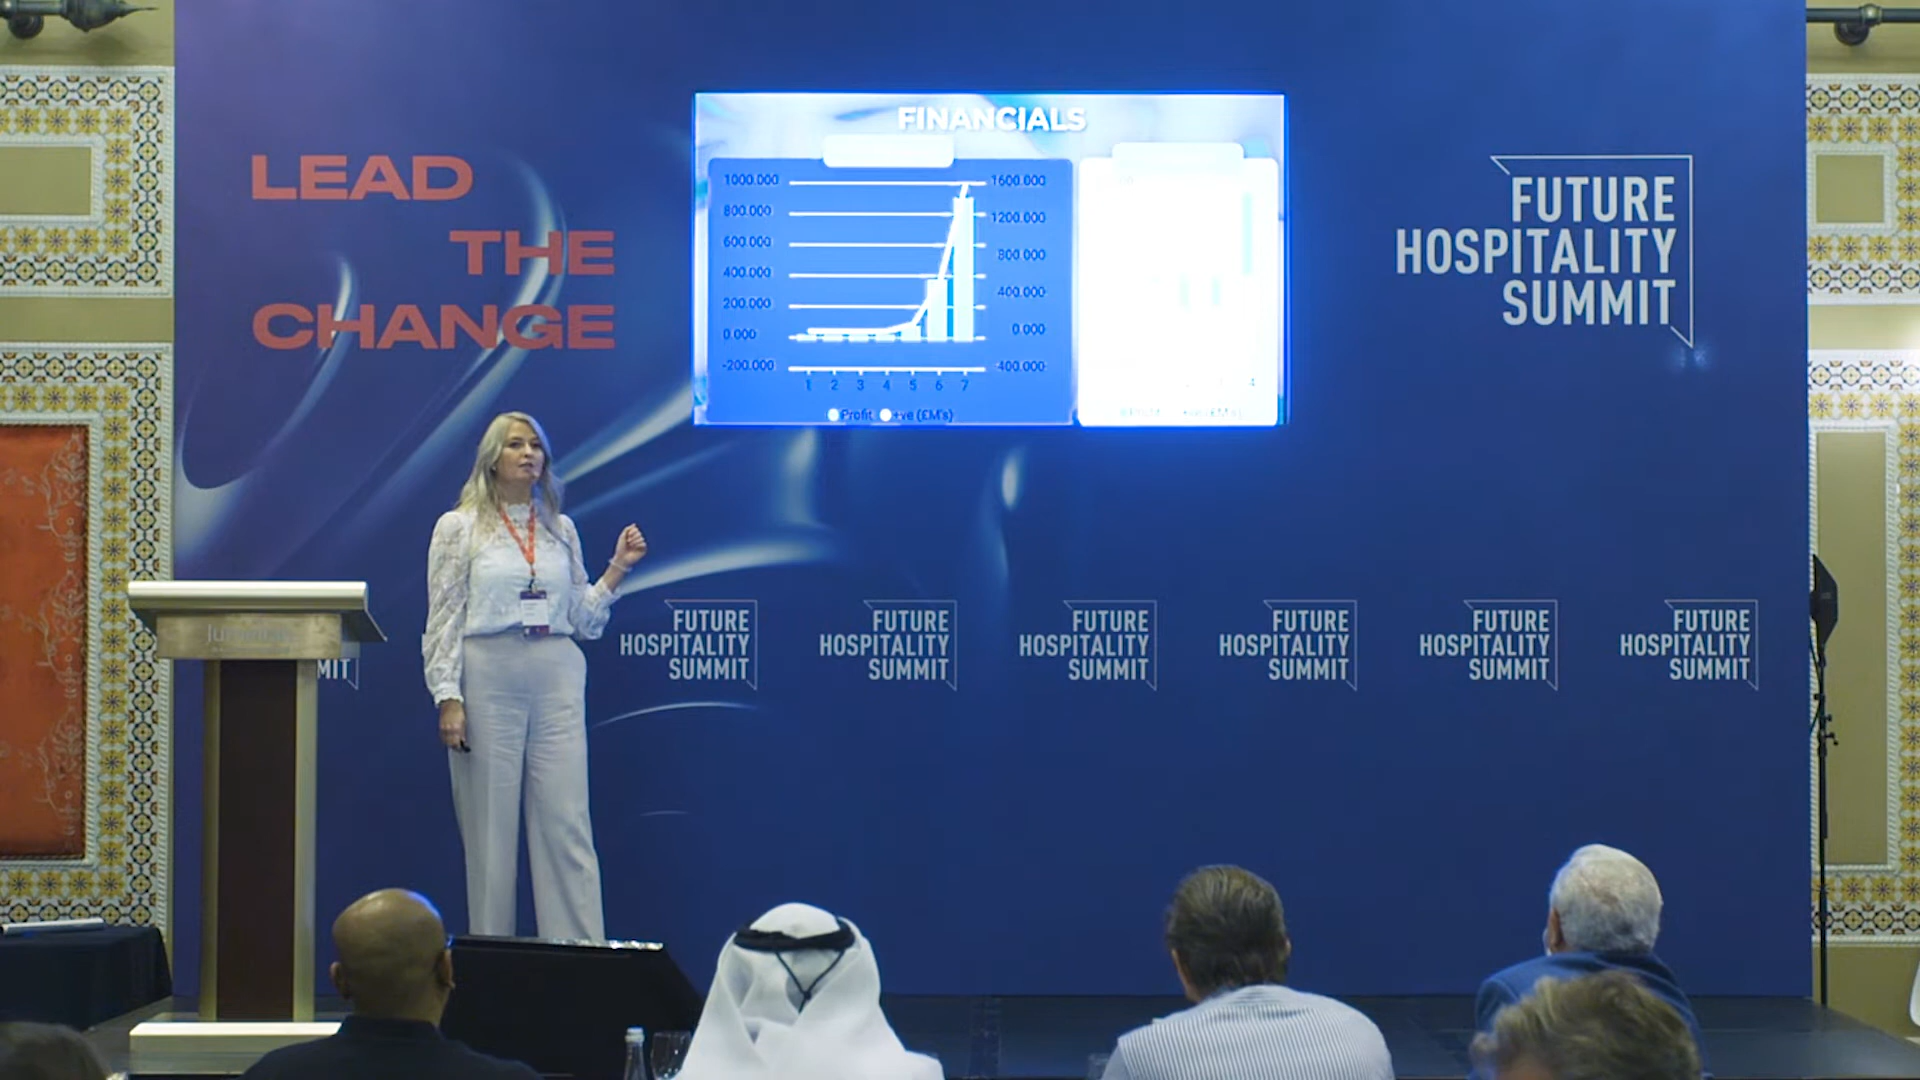 LEAD
THE
CHANGE
FINANCIALS
1000.000
800.000
600.000
400.000
200.000
0.000
-200.000
1600.000
1200.000
800.000
400.000
0.000
-400.000
1 2 3 4 5 6 7
Profit +ve (£M's)
4
FUTURE
HOSPITALITY
SUMMIT
FUTURE
HOSPITALITY
SUMMIT
FUTURE
HOSPITALITY
SUMMIT
FUTURE
HOSPITALITY
SUMMIT
FUTURE
HOSPITALITY
SUMMIT
FUTURE
HOSPITALITY
SUMMIT
FUTURE
HOSPITALITY
SUMMIT
Jumeirah
MIT